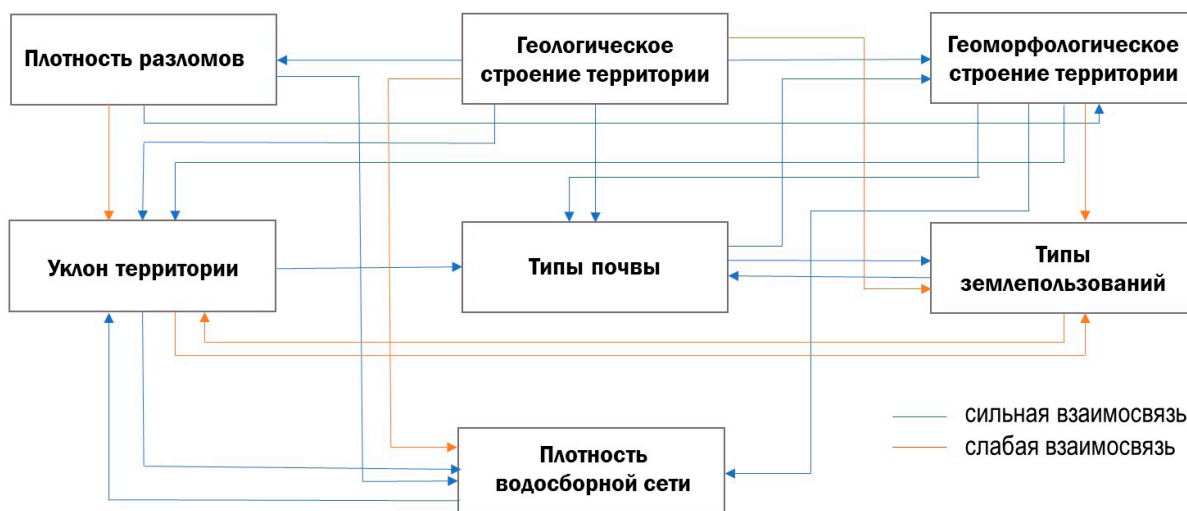 Плотность разломов
Геологическое
строение территории
Геоморфологическое
строение территории
Уклон территории
Типы почвы
Типы
землепользований
Плотность
водосборной сети
сильная взаимосвязь
слабая взаимосвязь